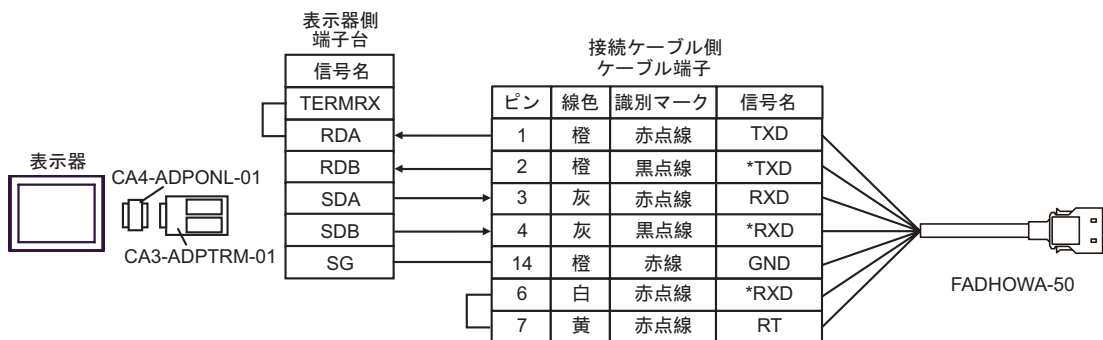 表示器側
端子台
信号名
TERMRX
RDA
RDB
SDA
SDB
SG
接続ケーブル側
ケーブル端子
ピン 線色 識別マーク 信号名
1 橙 赤点線 TXD
2 橙 黒点線 *TXD
3 灰 赤点線 RXD
4 灰 黒点線 *RXD
14 橙 赤線 GND
6 白 赤点線 *RXD
7 黄 赤点線 RT
表示器
CA4-ADPONL-01
CA3-ADPTRM-01
FADHOWA-50